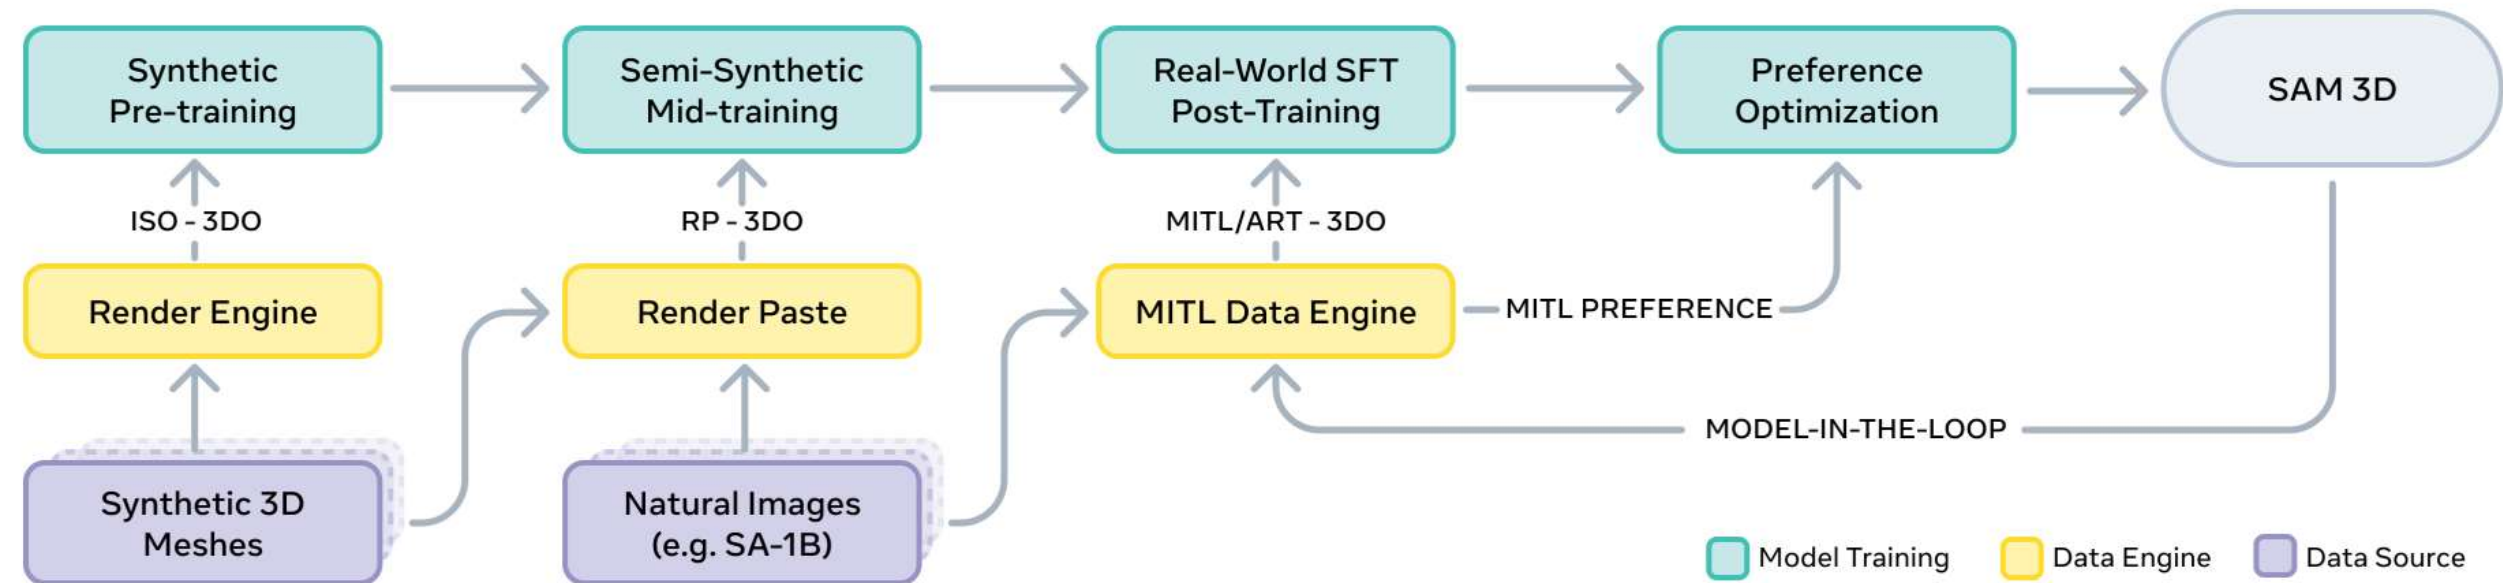 Synthetic
Pre-training
Semi-Synthetic
Mid-training
Real-World SFT
Post-Training
Preference
Optimization
SAM 3D
ISO - 3DO
RP - 3DO
MITL/ART - 3DO
Render Engine
Render Paste
MITL Data Engine
MITL PREFERENCE
MODEL-IN-THE-LOOP
Synthetic 3D
Meshes
Natural Images
(e.g. SA-1B)
Model Training
Data Engine
Data Source